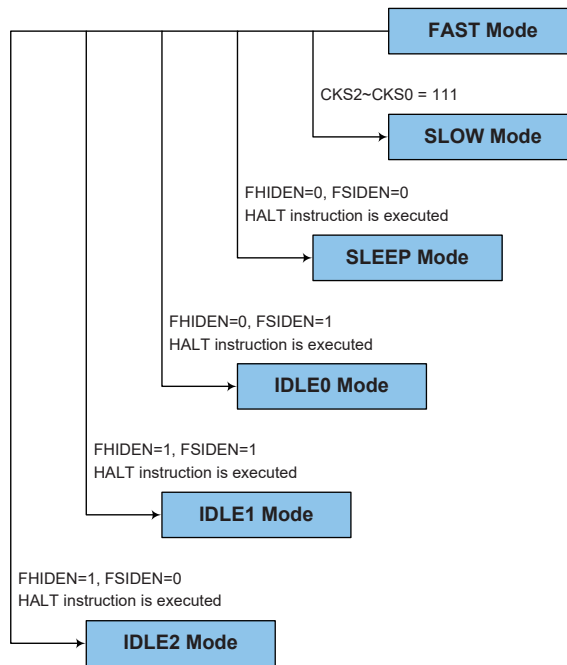 FAST Mode
CKS2~CKS0 = 111
SLOW Mode
FHIDEN=0, FSIDEN=0
HALT instruction is executed
SLEEP Mode
FHIDEN=0, FSIDEN=1
HALT instruction is executed
IDLE0 Mode
FHIDEN=1, FSIDEN=1
HALT instruction is executed
IDLE1 Mode
FHIDEN=1, FSIDEN=0
HALT instruction is executed
IDLE2 Mode